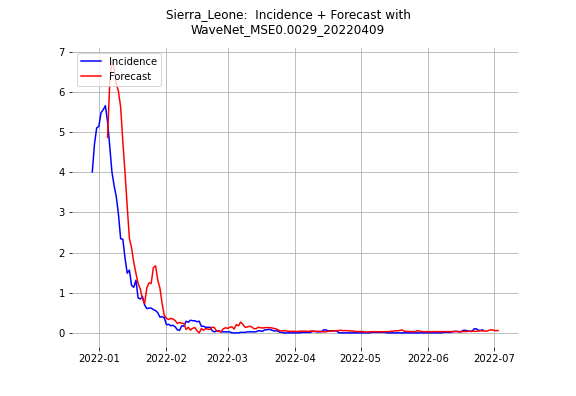 Sierra_Leone:  Incidence + Forecast with
WaveNet_MSE0.0029_20220409
Incidence
Forecast
7
6
5
4
3
2
1
0
2022-01 2022-02 2022-03 2022-04 2022-05 2022-06 2022-07